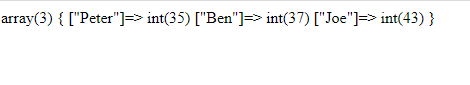 array(3) { ["Peter"]=> int(35) ["Ben"]=> int(37) ["Joe"]=> int(43) }